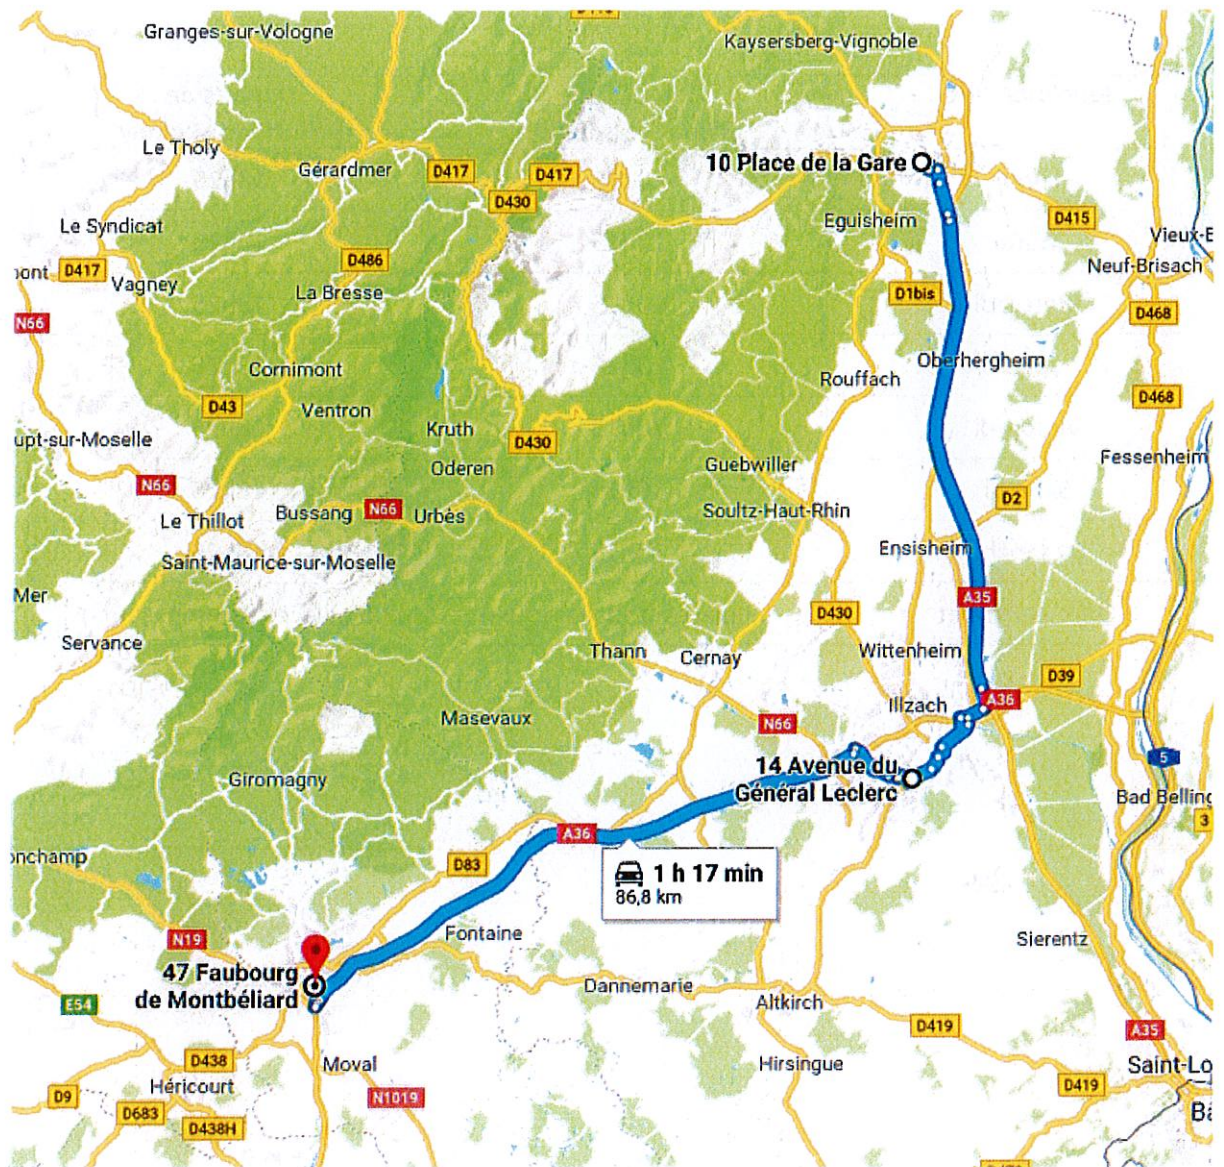 Granges-sur-Vologne
Kaysersberg-Vignoble
Le Tholy
Gérardmer
D417
D417
10 Place de la Gare
D430
Eguisheim
D415
Le Syndicat
Vieux-B
D417
Vagney
D486
La Bresse
Neuf-Brisach
D1bis
D468
N66
Cornimont
Oberhergheim
Rouffach
D43
Ventron
D468
Kruth
D430
upt-sur-Moselle
Oderen
Guebwiller
Fessenheim
N66
D2
Le Thillot
Bussang
N66
Urbès
Soultz-Haut-Rhin
Ensisheim
Saint-Maurice-sur-Moselle
Mer
A35
D430
Servance
Thann
Cernay
Wittenheim
D39
A36
Illzach
Masevaux
N66
5
14 Avenue du
Général Leclerc
Giromagny
Bad Belling
3
A36
onchamp
D83
1 h 17 min
86,8 km
N19
Fontaine
Sierentz
47 Faubourg
de Montbéliard
Dannemarie
Altkirch
E54
D419
A35
D438
Moval
Hirsingue
Saint-Lo
Héricourt
D9
N1019
D419
D683
D438H
Ba